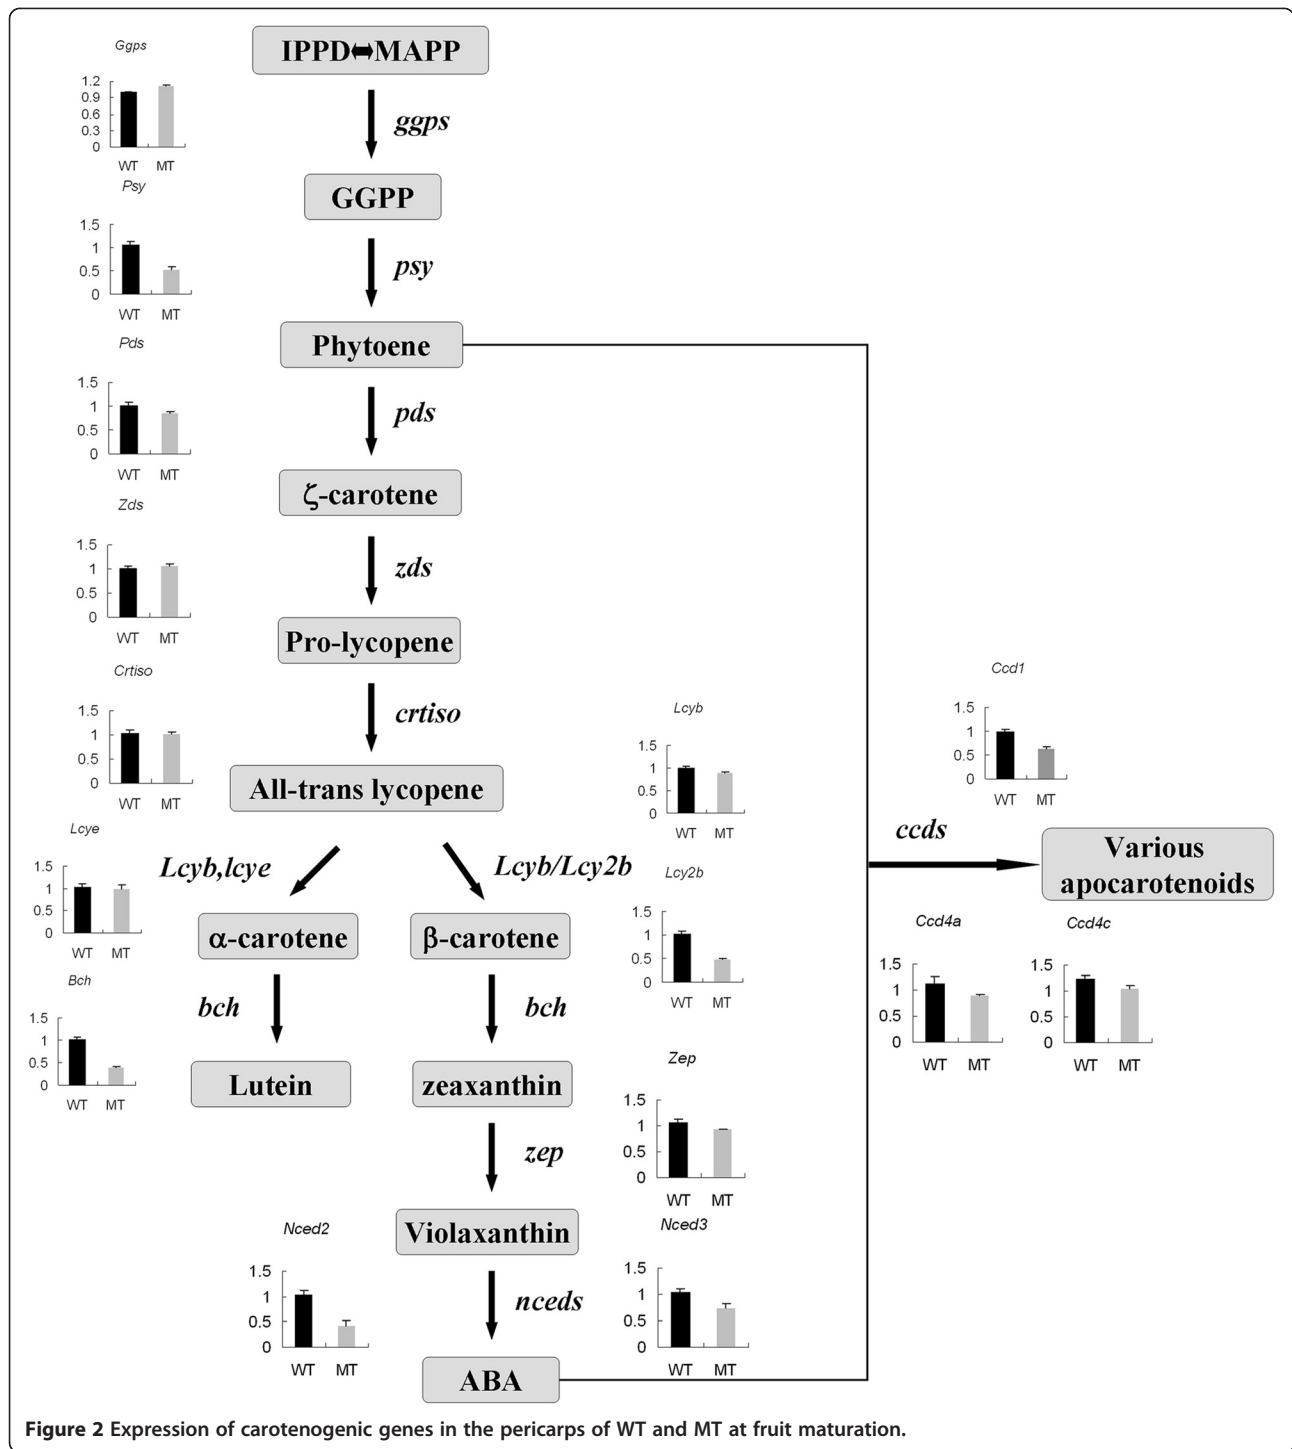 Ggps
1.2
0.9
0.6
0.3
0
WT MT
IPPD⬌MAPP
ggps
GGPP
Psy
1.5
1
0.5
0
WT MT
psy
Phytoene
Pds
1.5
1
0.5
0
WT MT
pds
ζ-carotene
Zds
1.5
1
0.5
0
WT MT
zds
Pro-lycopene
Crtiso
1.5
1
0.5
0
WT MT
crtiso
All-trans lycopene
Lcyb
1.5
1
0.5
0
WT MT
Ccd1
1.5
1
0.5
0
WT MT
Lcye
1.5
1
0.5
0
WT MT
Lcyb,lcye
Lcyb/Lcy2b
Lcy2b
1.5
1
0.5
0
WT MT
ccds
Various
apocarotenoids
α-carotene
β-carotene
Ccd4a
1.5
1
0.5
0
WT MT
Ccd4c
1.5
1
0.5
0
WT MT
Bch
1.5
1
0.5
0
WT MT
bch
bch
Lutein
zeaxanthin
Zep
1.5
1
0.5
0
WT MT
zep
Violaxanthin
Nced2
1.5
1
0.5
0
WT MT
nceds
Nced3
1.5
1
0.5
0
WT MT
ABA
Figure 2 Expression of carotenogenic genes in the pericarps of WT and MT at fruit maturation.